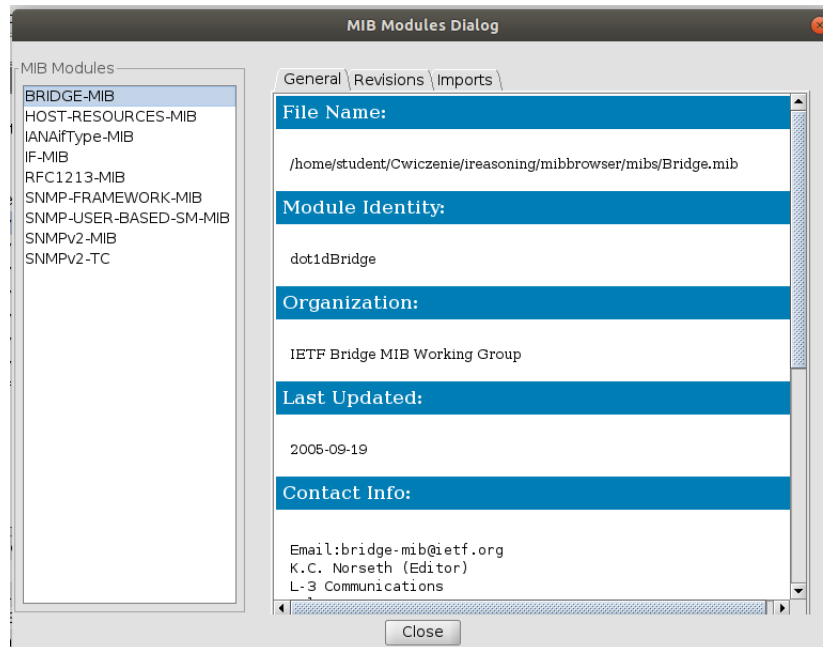 MIB Modules Dialog
MIB Modules
BRIDGE-MIB
HOST-RESOURCES-MIB
IANAifType-MIB
IF-MIB
RFC1213-MIB
SNMP-FRAMEWORK-MIB
SNMP-USER-BASED-SM-MIB
SNMPv2-MIB
SNMPv2-TC
General Revisions Imports
File Name:
/home/student/Cwiczenie/ireasoning/mibbrowser/mibs/Bridge.mib
Module Identity:
dot1dBridge
Organization:
IETF Bridge MIB Working Group
Last Updated:
2005-09-19
Contact Info:
Email:bridge-mib@ietf.org
K.C. Norseth (Editor)
L-3 Communications
Close